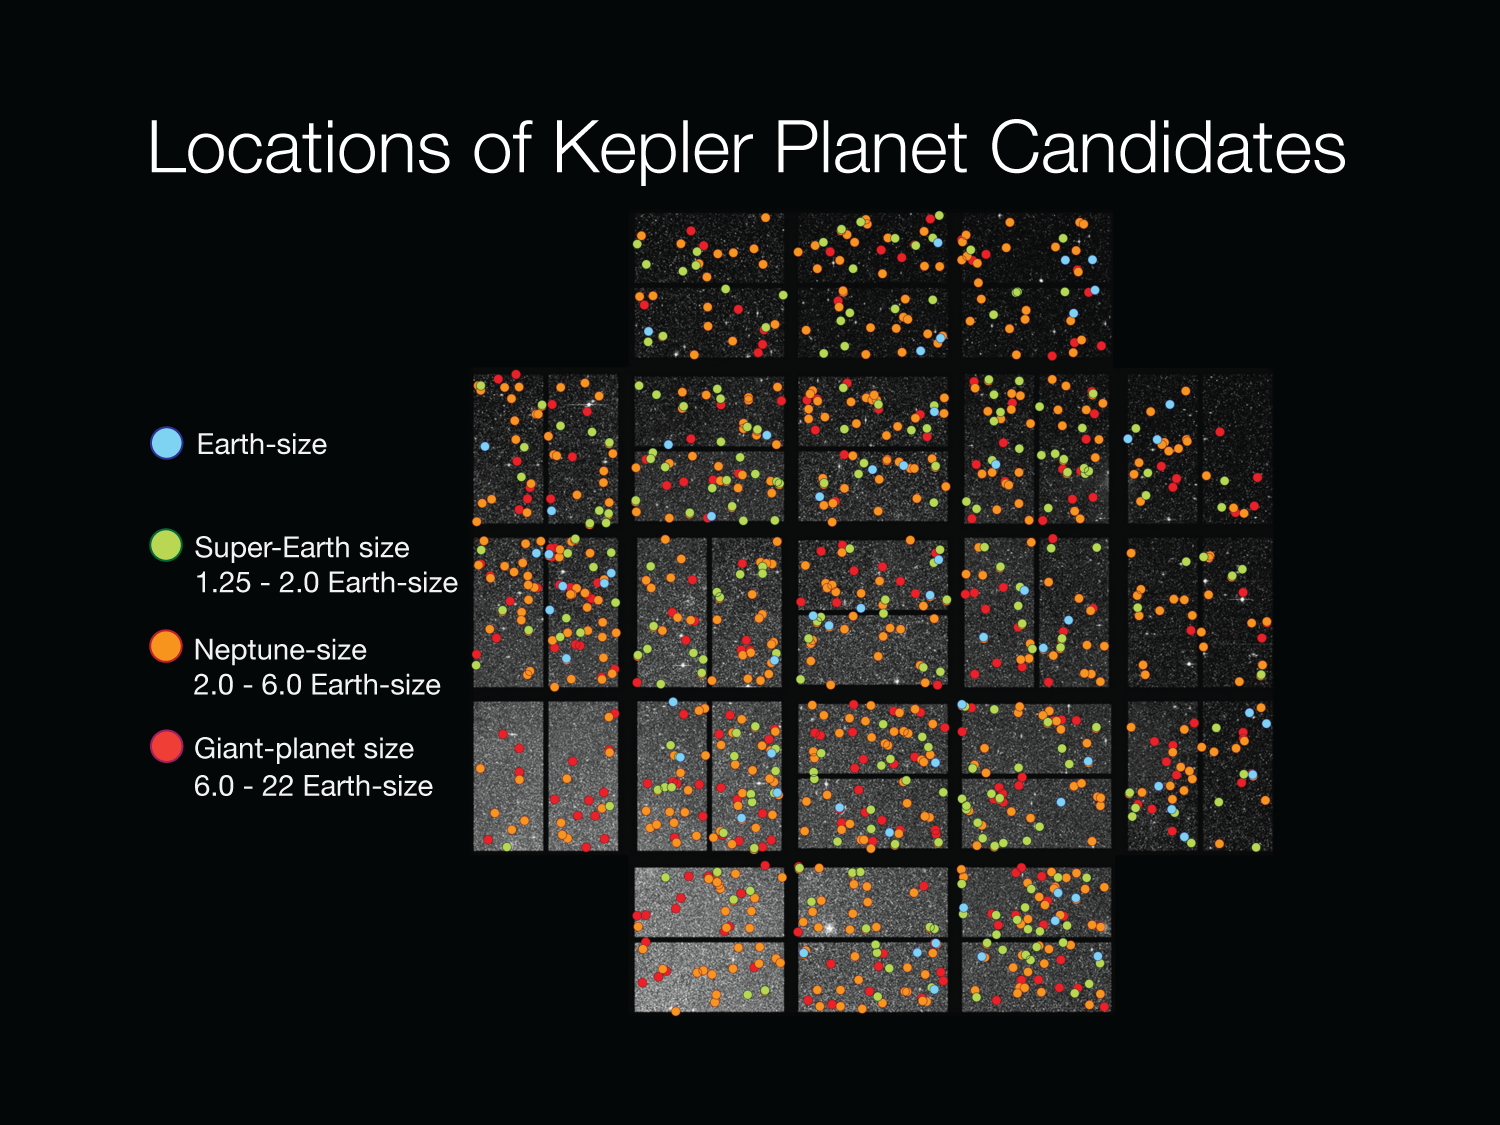 Locations of Kepler Planet Candidates
Earth-size
Super-Earth size
1.25 - 2.0 Earth-size
Neptune-size
2.0 - 6.0 Earth-size
Giant-planet size
6.0 - 22 Earth-size